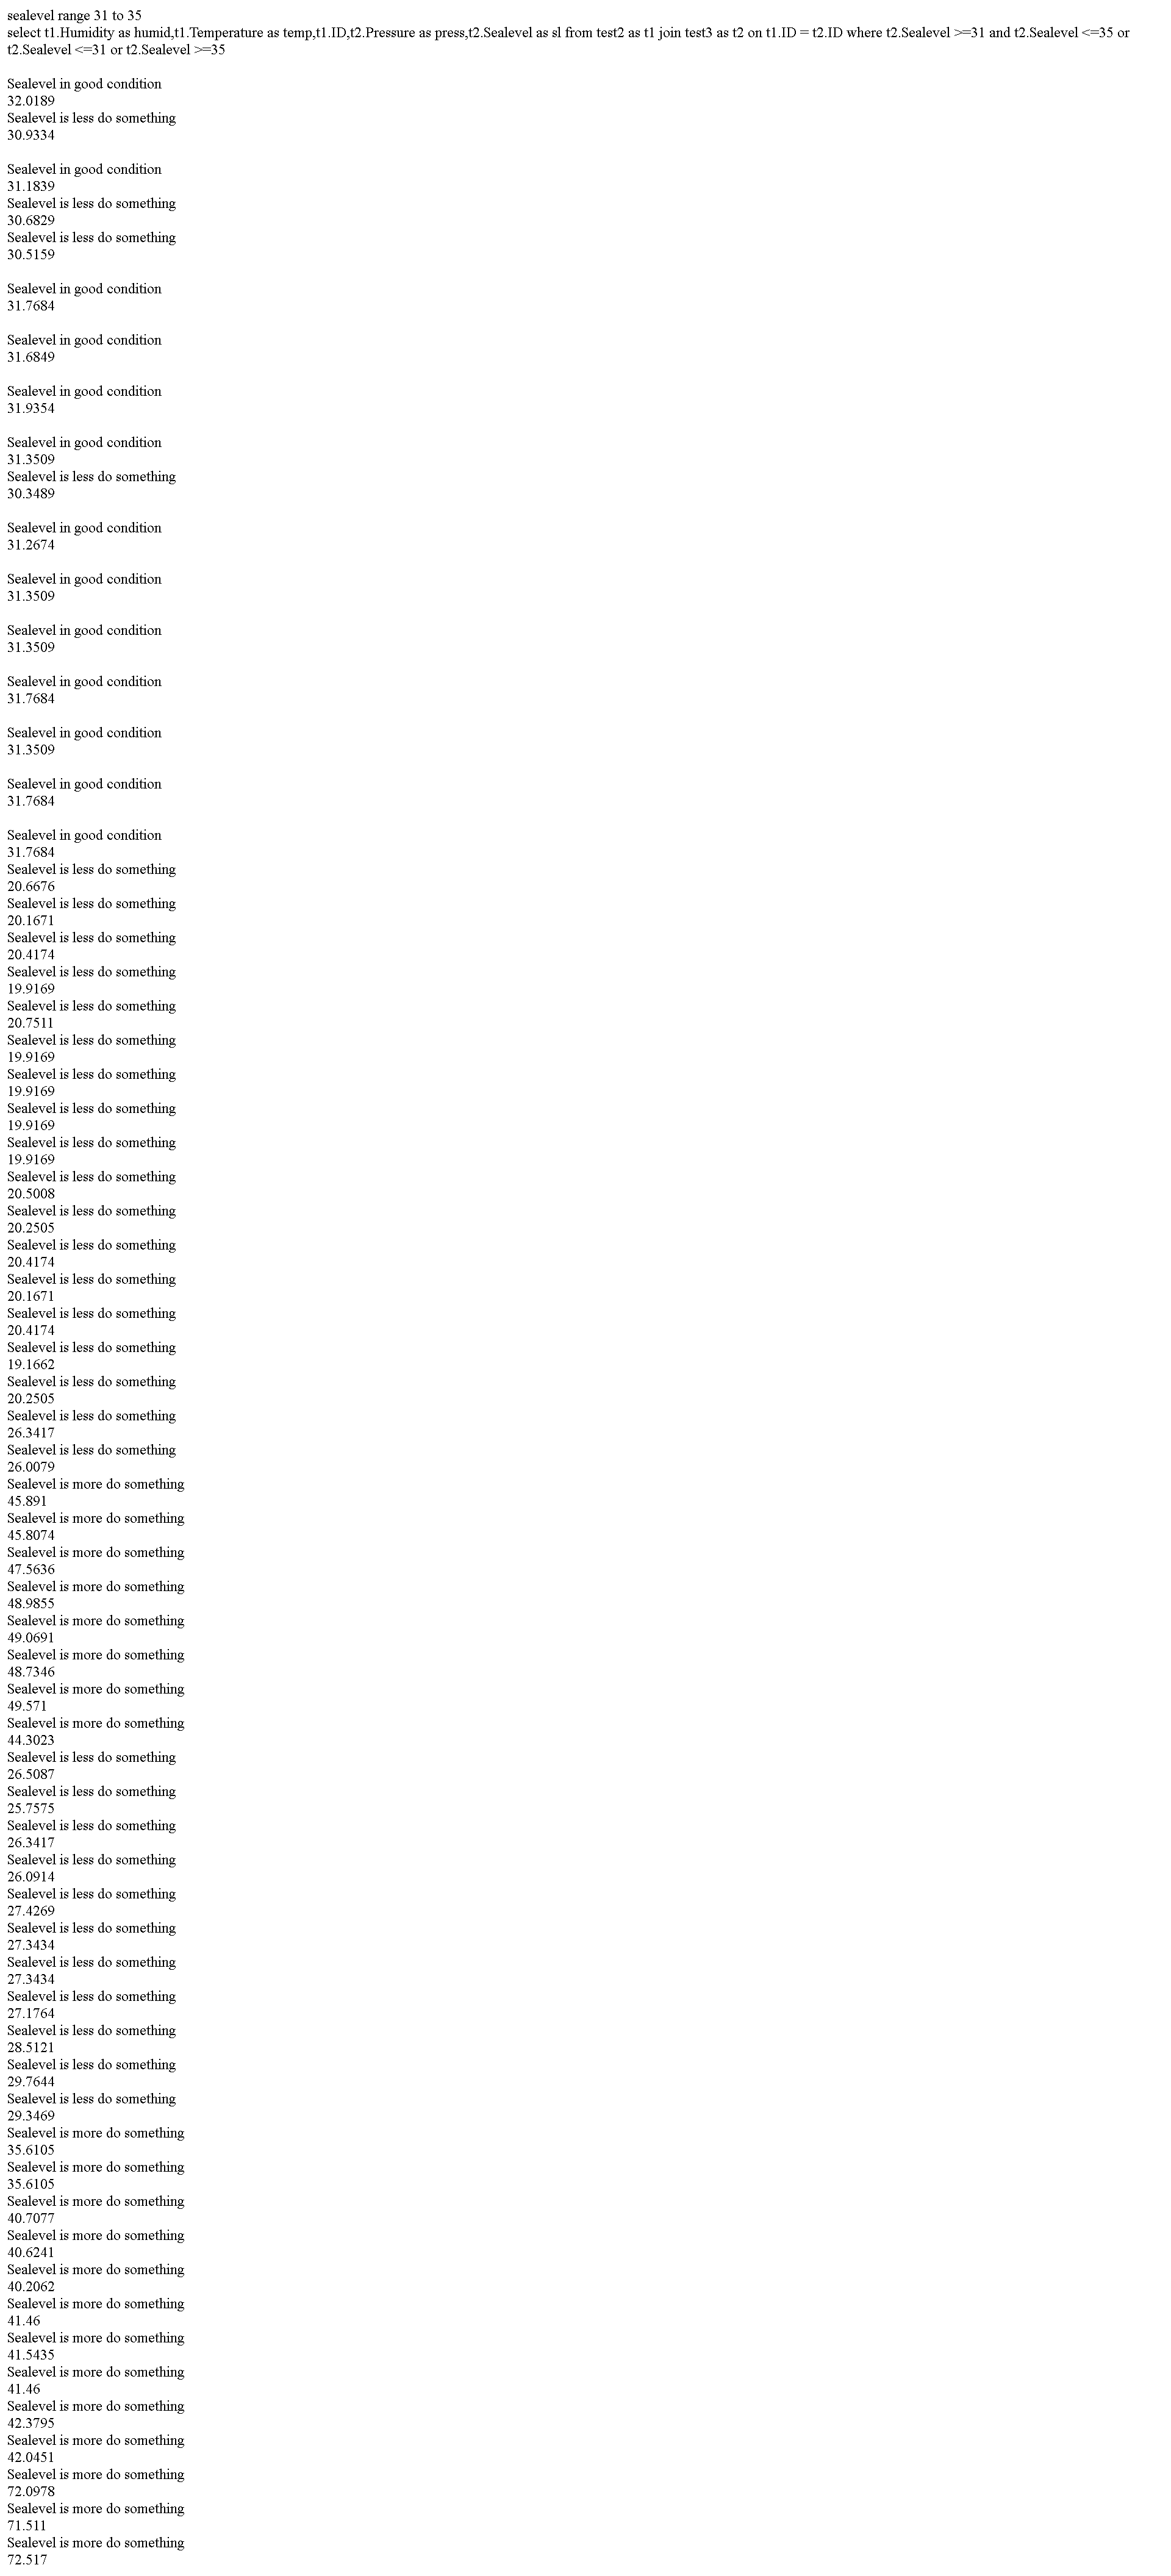 sealevel range 31 to 35
select t1.Humidity as humid,t1.Temperature as temp,t1.ID,t2.Pressure as press,t2.Sealevel as sl from test2 as t1 join test3 as t2 on t1.ID = t2.ID where t2.Sealevel >=31 and t2.Sealevel <=35 or
t2.Sealevel <=31 or t2.Sealevel >=35
Sealevel in good condition
32.0189
Sealevel is less do something
30.9334
Sealevel in good condition
31.1839
Sealevel is less do something
30.6829
Sealevel is less do something
30.5159
Sealevel in good condition
31.7684
Sealevel in good condition
31.6849
Sealevel in good condition
31.9354
Sealevel in good condition
31.3509
Sealevel is less do something
30.3489
Sealevel in good condition
31.2674
Sealevel in good condition
31.3509
Sealevel in good condition
31.3509
Sealevel in good condition
31.7684
Sealevel in good condition
31.3509
Sealevel in good condition
31.7684
Sealevel in good condition
31.7684
Sealevel is less do something
20.6676
Sealevel is less do something
20.1671
Sealevel is less do something
20.4174
Sealevel is less do something
19.9169
Sealevel is less do something
20.7511
Sealevel is less do something
19.9169
Sealevel is less do something
19.9169
Sealevel is less do something
19.9169
Sealevel is less do something
19.9169
Sealevel is less do something
20.5008
Sealevel is less do something
20.2505
Sealevel is less do something
20.4174
Sealevel is less do something
20.1671
Sealevel is less do something
20.4174
Sealevel is less do something
19.1662
Sealevel is less do something
20.2505
Sealevel is less do something
26.3417
Sealevel is less do something
26.0079
Sealevel is more do something
45.891
Sealevel is more do something
45.8074
Sealevel is more do something
47.5636
Sealevel is more do something
48.9855
Sealevel is more do something
49.0691
Sealevel is more do something
48.7346
Sealevel is more do something
49.571
Sealevel is more do something
44.3023
Sealevel is less do something
26.5087
Sealevel is less do something
25.7575
Sealevel is less do something
26.3417
Sealevel is less do something
26.0914
Sealevel is less do something
27.4269
Sealevel is less do something
27.3434
Sealevel is less do something
27.3434
Sealevel is less do something
27.1764
Sealevel is less do something
28.5121
Sealevel is less do something
29.7644
Sealevel is less do something
29.3469
Sealevel is more do something
35.6105
Sealevel is more do something
35.6105
Sealevel is more do something
40.7077
Sealevel is more do something
40.6241
Sealevel is more do something
40.2062
Sealevel is more do something
41.46
Sealevel is more do something
41.5435
Sealevel is more do something
41.46
Sealevel is more do something
42.3795
Sealevel is more do something
42.0451
Sealevel is more do something
72.0978
Sealevel is more do something
71.511
Sealevel is more do something
72.517